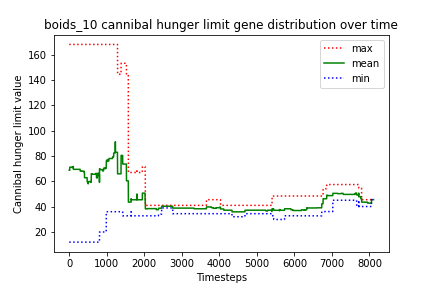 boids_10 cannibal hunger limit gene distribution over time
Cannibal hunger limit value
160
140
120
100
80
60
40
20
max
mean
min
0
1000
2000
3000
4000
5000
6000
7000
8000
Timesteps